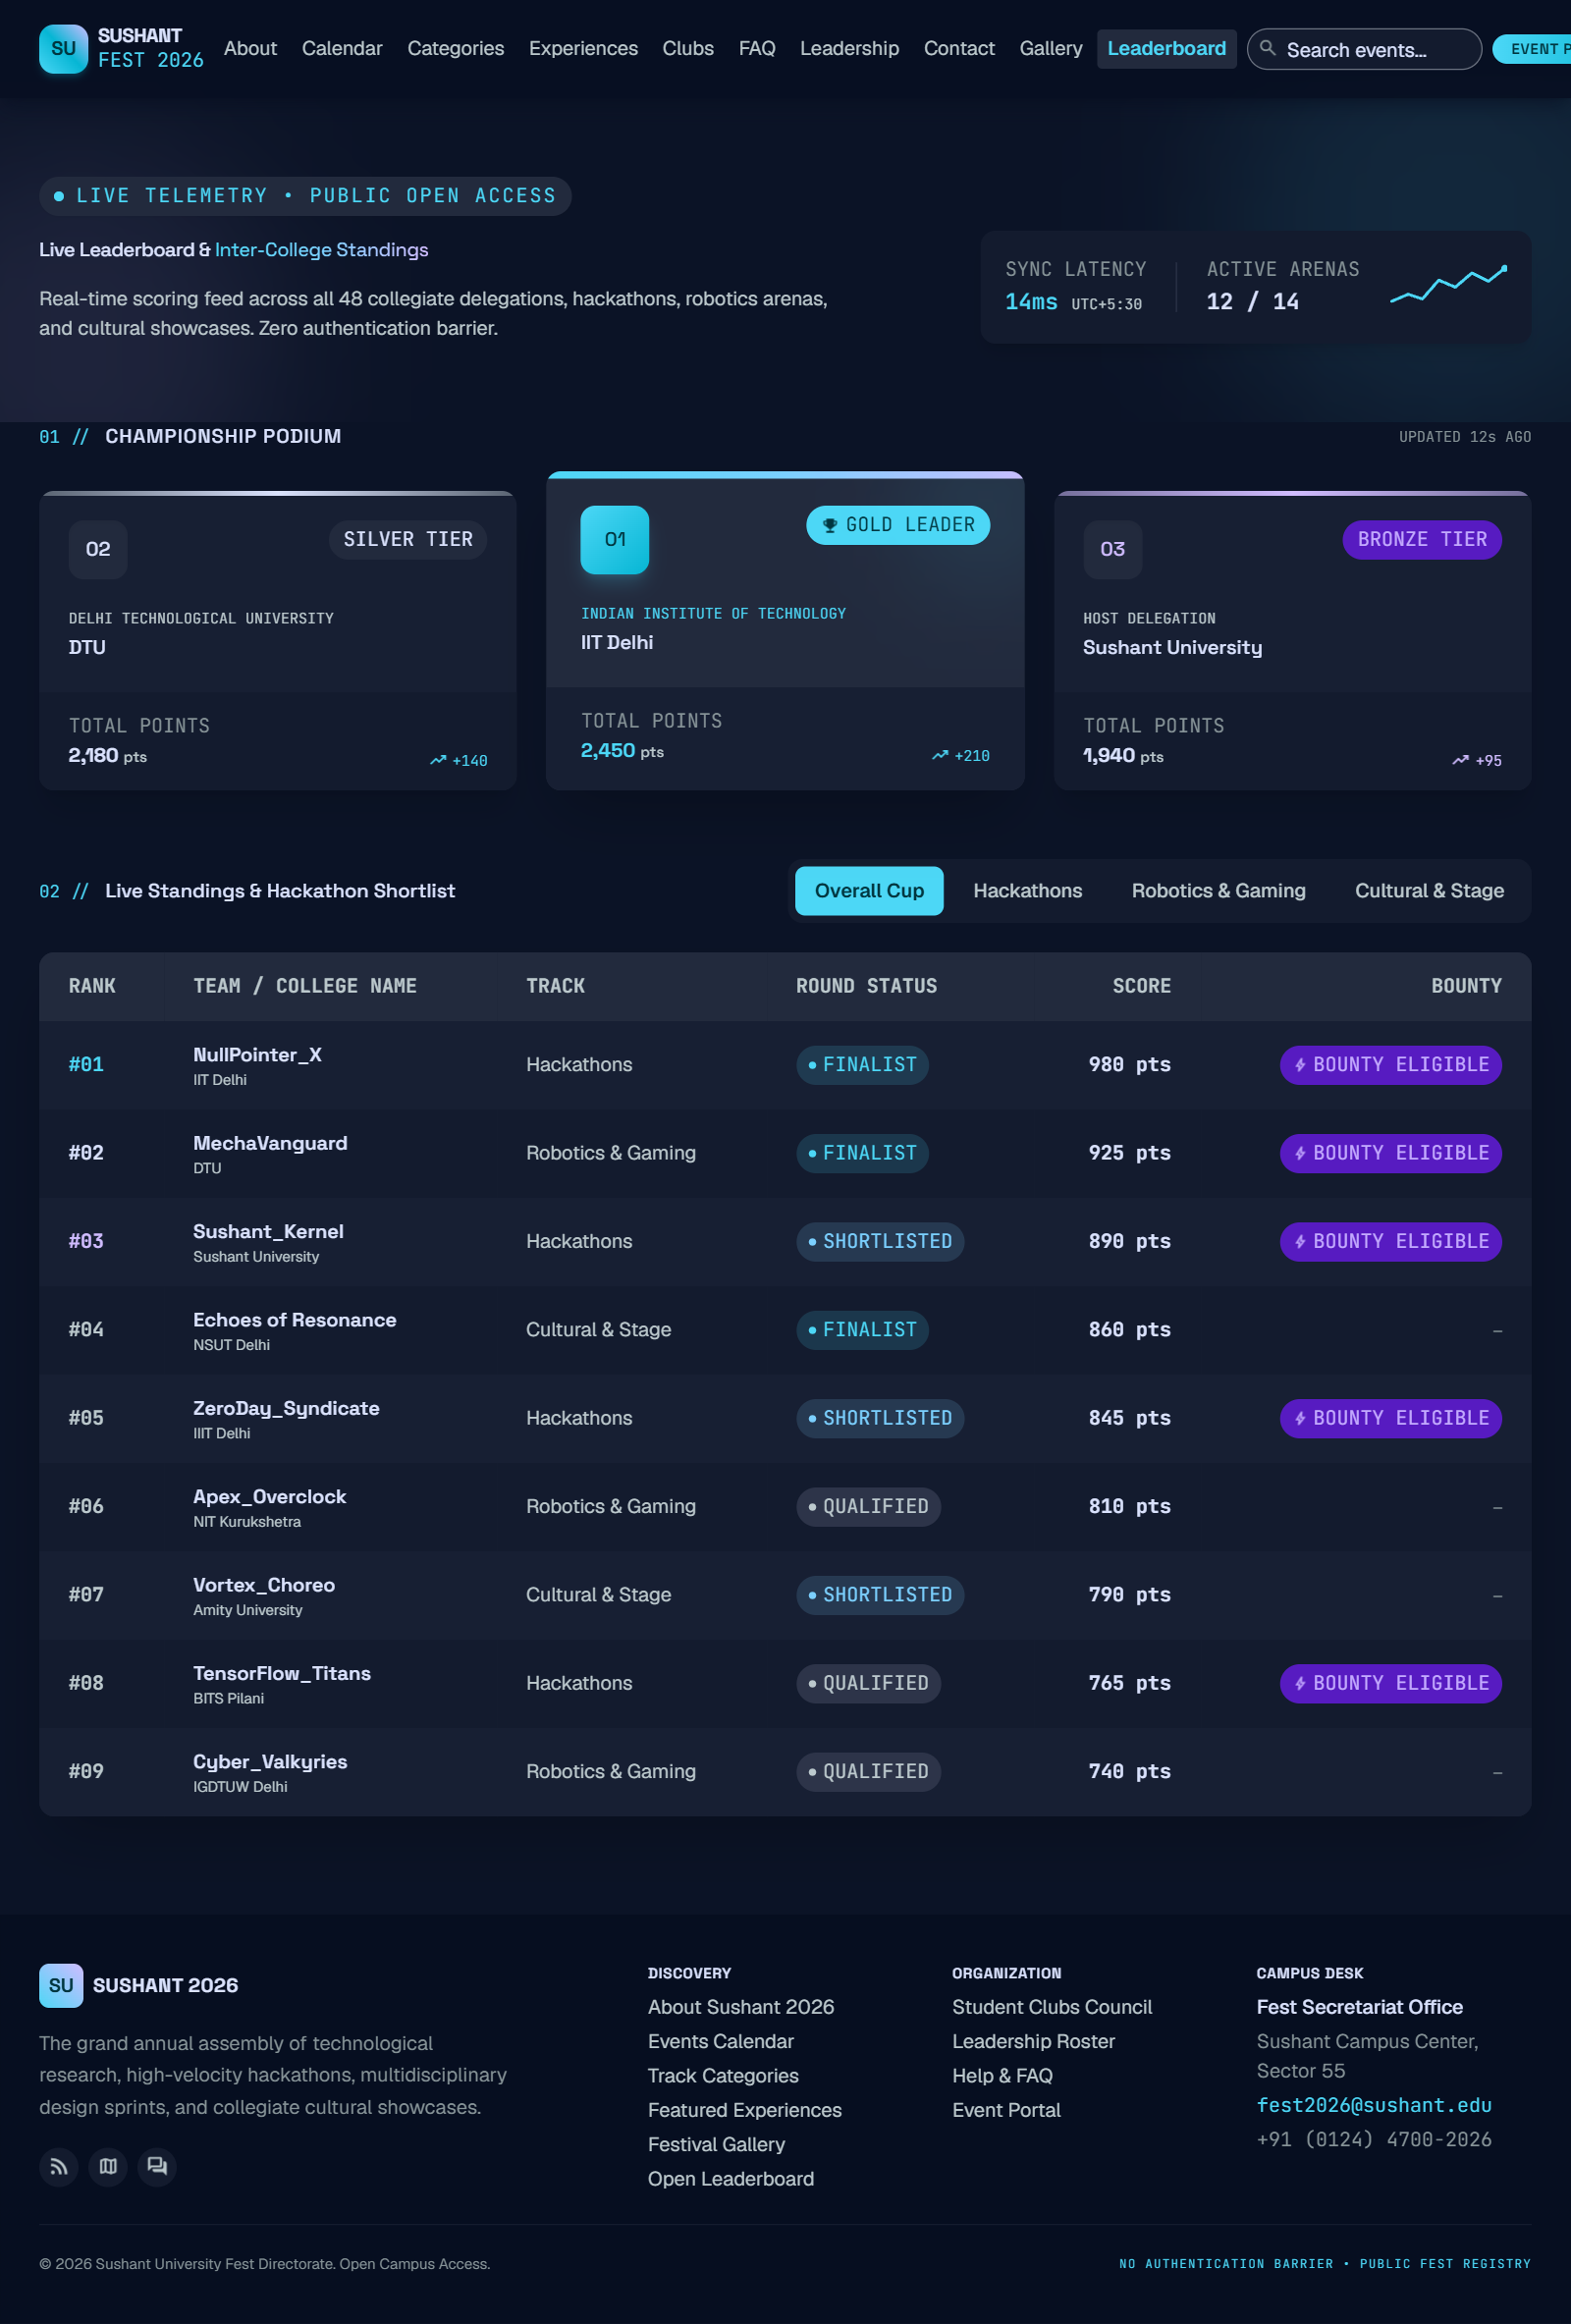 SU
SUSHANT
FEST 2026
About
Calendar
Categories
Experiences
Clubs
FAQ
Leadership
Contact
Gallery
Leaderboard
Search events...
EVENT
LIVE TELEMETRY • PUBLIC OPEN ACCESS
Live Leaderboard & Inter-College Standings
Real-time scoring feed across all 48 collegiate delegations, hackathons, robotics arenas,
and cultural showcases. Zero authentication barrier.
SYNC LATENCY
14ms UTC+5:30
ACTIVE ARENAS
12 / 14
01 // CHAMPIONSHIP PODIUM
UPDATED 12s AGO
02
SILVER TIER
DELHI TECHNOLOGICAL UNIVERSITY
DTU
TOTAL POINTS
2,180 pts
+140
01
GOLD LEADER
INDIAN INSTITUTE OF TECHNOLOGY
IIT Delhi
TOTAL POINTS
2,450 pts
+210
03
BRONZE TIER
HOST DELEGATION
Sushant University
TOTAL POINTS
1,940 pts
+95
02 // Live Standings & Hackathon Shortlist
Overall Cup
Hackathons
Robotics & Gaming
Cultural & Stage
RANK TEAM / COLLEGE NAME TRACK ROUND STATUS SCORE BOUNTY
#01 NullPointer_X Hackathons FINALIST 980 pts BOUNTY ELIGIBLE
IIT Delhi
#02 MechaVanguard Robotics & Gaming FINALIST 925 pts BOUNTY ELIGIBLE
DTU
#03 Sushant_Kernel Hackathons SHORTLISTED 890 pts BOUNTY ELIGIBLE
Sushant University
#04 Echoes of Resonance Cultural & Stage FINALIST 860 pts –
NSUT Delhi
#05 ZeroDay_Syndicate Hackathons SHORTLISTED 845 pts BOUNTY ELIGIBLE
IIIT Delhi
#06 Apex_Overclock Robotics & Gaming QUALIFIED 810 pts –
NIT Kurukshetra
#07 Vortex_Choreo Cultural & Stage SHORTLISTED 790 pts –
Amity University
#08 TensorFlow_Titans Hackathons QUALIFIED 765 pts BOUNTY ELIGIBLE
BITS Pilani
#09 Cyber_Valkyries Robotics & Gaming QUALIFIED 740 pts –
IGDTUW Delhi
SU SUSHANT 2026
The grand annual assembly of technological
research, high-velocity hackathons, multidisciplinary
design sprints, and collegiate cultural showcases.
DISCOVERY
About Sushant 2026
Events Calendar
Track Categories
Featured Experiences
Festival Gallery
Open Leaderboard
ORGANIZATION
Student Clubs Council
Leadership Roster
Help & FAQ
Event Portal
CAMPUS DESK
Fest Secretariat Office
Sushant Campus Center,
Sector 55
fest2026@sushant.edu
+91 (0124) 4700-2026
© 2026 Sushant University Fest Directorate. Open Campus Access.
NO AUTHENTICATION BARRIER • PUBLIC FEST REGISTRY